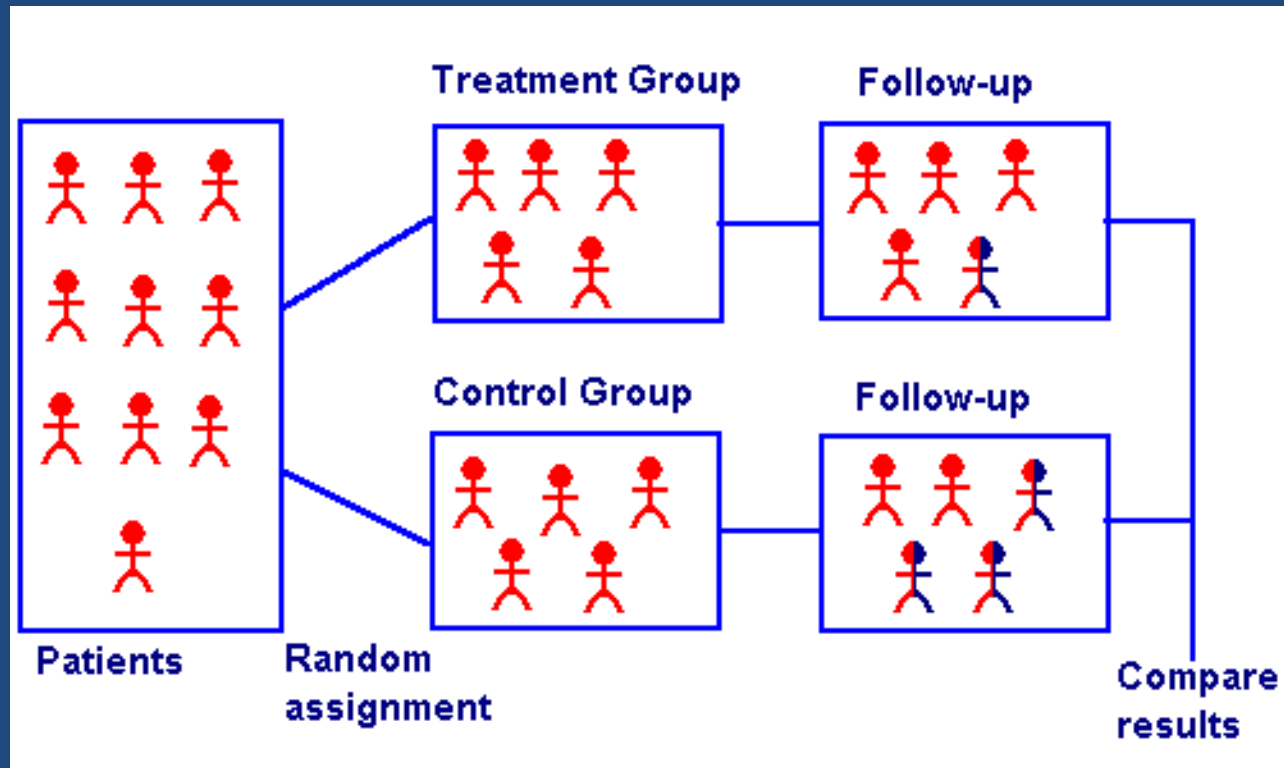 Treatment Group
Follow-up
Control Group
Follow-up
Patients
Random
assignment
Compare
results